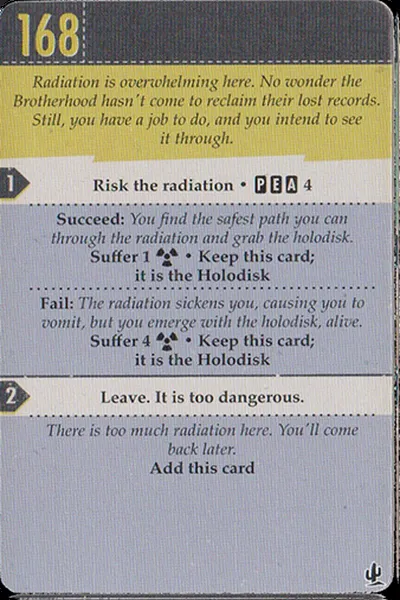 168
Radiation is overwhelming here. No wonder the
Brotherhood hasn't come to reclaim their lost records.
Still, you have a job to do, and you intend to see
it through.
1
Risk the radiation • P E A 4
Succeed: You find the safest path you can
through the radiation and grab the holodisk.
Suffer 1 ☢ • Keep this card;
it is the Holodisk
Fail: The radiation sickens you, causing you to
vomit, but you emerge with the holodisk, alive.
Suffer 4 ☢ • Keep this card;
it is the Holodisk
2
Leave. It is too dangerous.
There is too much radiation here. You'll come
back later.
Add this card